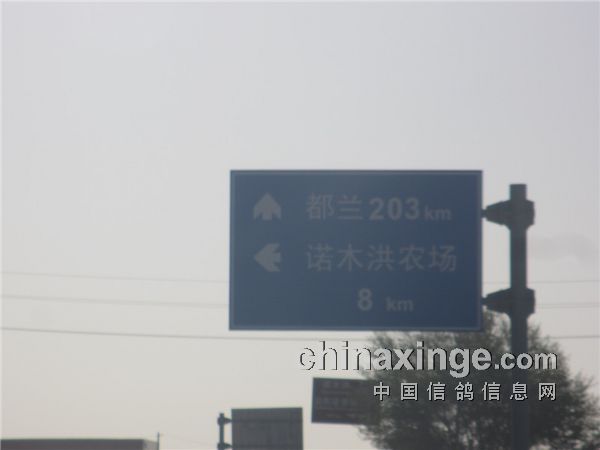 都兰 203 km
诺木洪农场
8 km
chinaxinge.com
中国信鸽信息网